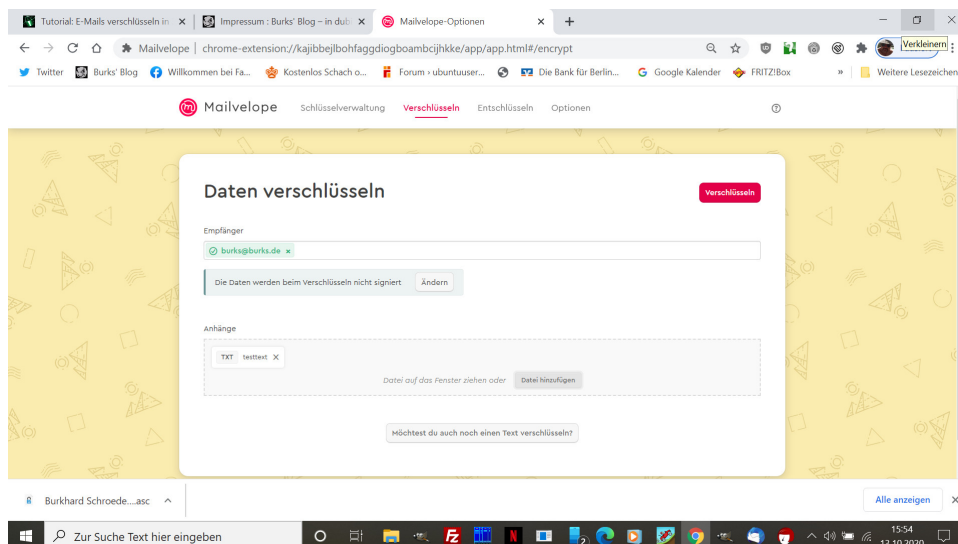 Tutorial: E-Mails verschlüsseln in
Impressum : Burks' Blog – in dub
Mailvelope-Optionen
Verkleinern
Mailvelope | chrome-extension://kajibbejlbohfaggdiogboambcijhkke/app/app.html#/encrypt
Twitter
Burks' Blog
Willkommen bei Fa...
Kostenlos Schach o...
Forum › ubuntuuser...
Die Bank für Berlin...
Google Kalender
FRITZ!Box
»
Weitere Lesezeichen
Mailvelope
Schlüsselverwaltung
Verschlüsseln
Entschlüsseln
Optionen
Daten verschlüsseln
Verschlüsseln
Empfänger
burks@burks.de
Die Daten werden beim Verschlüsseln nicht signiert
Ändern
Anhänge
TXT testtext
Datei auf das Fenster ziehen oder
Datei hinzufügen
Möchtest du auch noch einen Text verschlüsseln?
Burkhard Schroede....asc
Alle anzeigen
Zur Suche Text hier eingeben
15:54
13.10.2020